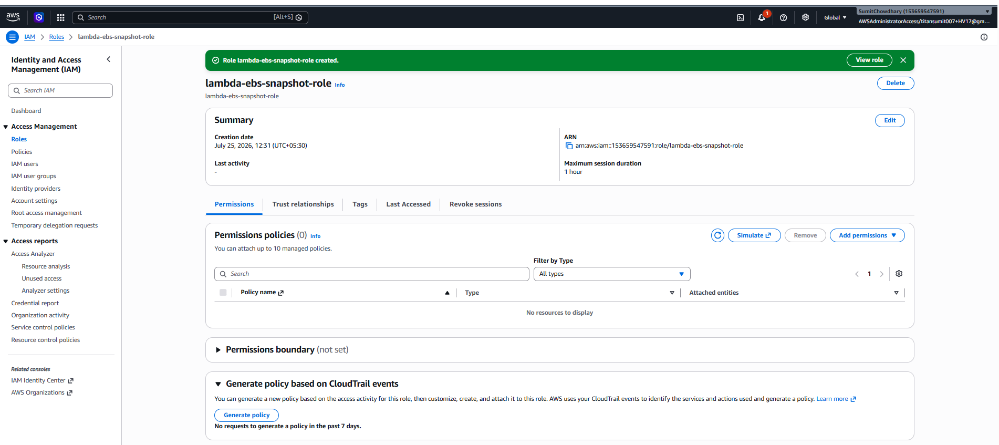 aws
Search
[Alt+S]
1
Global
SumitChowdhary (153659547591)
AWSAdministratorAccess/titansumit007+HV17@gm...
IAM
Roles
lambda-ebs-snapshot-role
Identity and Access
Management (IAM)
Search IAM
Dashboard
Access Management
Roles
Policies
IAM users
IAM user groups
Identity providers
Account settings
Root access management
Temporary delegation requests
Access reports
Access Analyzer
Resource analysis
Unused access
Analyzer settings
Credential report
Organization activity
Service control policies
Resource control policies
Related consoles
IAM Identity Center
AWS Organizations
Role lambda-ebs-snapshot-role created.
View role
lambda-ebs-snapshot-role Info
Delete
lambda-ebs-snapshot-role
Summary
Edit
Creation date
July 25, 2026, 12:31 (UTC+05:30)
ARN
arn:aws:iam::153659547591:role/lambda-ebs-snapshot-role
Last activity
-
Maximum session duration
1 hour
Permissions
Trust relationships
Tags
Last Accessed
Revoke sessions
Permissions policies (0) Info
Simulate
Remove
Add permissions
You can attach up to 10 managed policies.
Filter by Type
Search
All types
1
Policy name
Type
Attached entities
No resources to display
Permissions boundary (not set)
Generate policy based on CloudTrail events
You can generate a new policy based on the access activity for this role, then customize, create, and attach it to this role. AWS uses your CloudTrail events to identify the services and actions used and generate a policy. Learn more
Generate policy
No requests to generate a policy in the past 7 days.